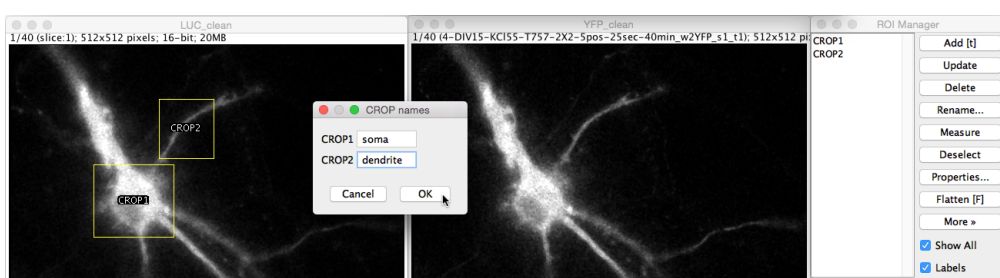 LUC_clean
1/40 (slice:1); 512x512 pixels; 16-bit; 20MB
CROP2
CROP1
CROP names
CROP1 soma
CROP2 dendrite
Cancel OK
YFP_clean
1/40 (4-DIV15-KCl55-T757-2X2-5pos-25sec-40min_w2YFP_s1_t1); 512x512 pi
ROI Manager
CROP1
CROP2
Add [t]
Update
Delete
Rename...
Measure
Deselect
Properties...
Flatten [F]
More »
Show All
Labels